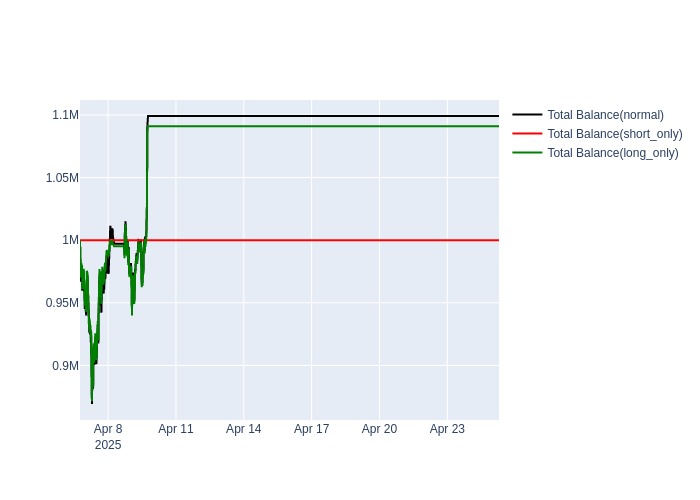 1.1M
1.05M
1M
0.95M
0.9M
Apr 8
2025
Apr 11
Apr 14
Apr 17
Apr 20
Apr 23
Total Balance(normal)
Total Balance(short_only)
Total Balance(long_only)